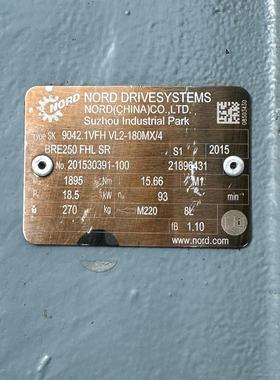 NORD
NORD DRIVESYSTEMS
NORD(CHINA)CO.,LTD.
Suzhou Industrial Park
Type SK 9042.1VFH VL2-180MX/4
BRE250 FHL SR S1 2015
No. 201530391-100 21896431
1895 Nm i 15.66 M1
P₁ 18.5 kW 93 min⁻¹
270 kg M220 8L
fB 1.10
www.nord.com